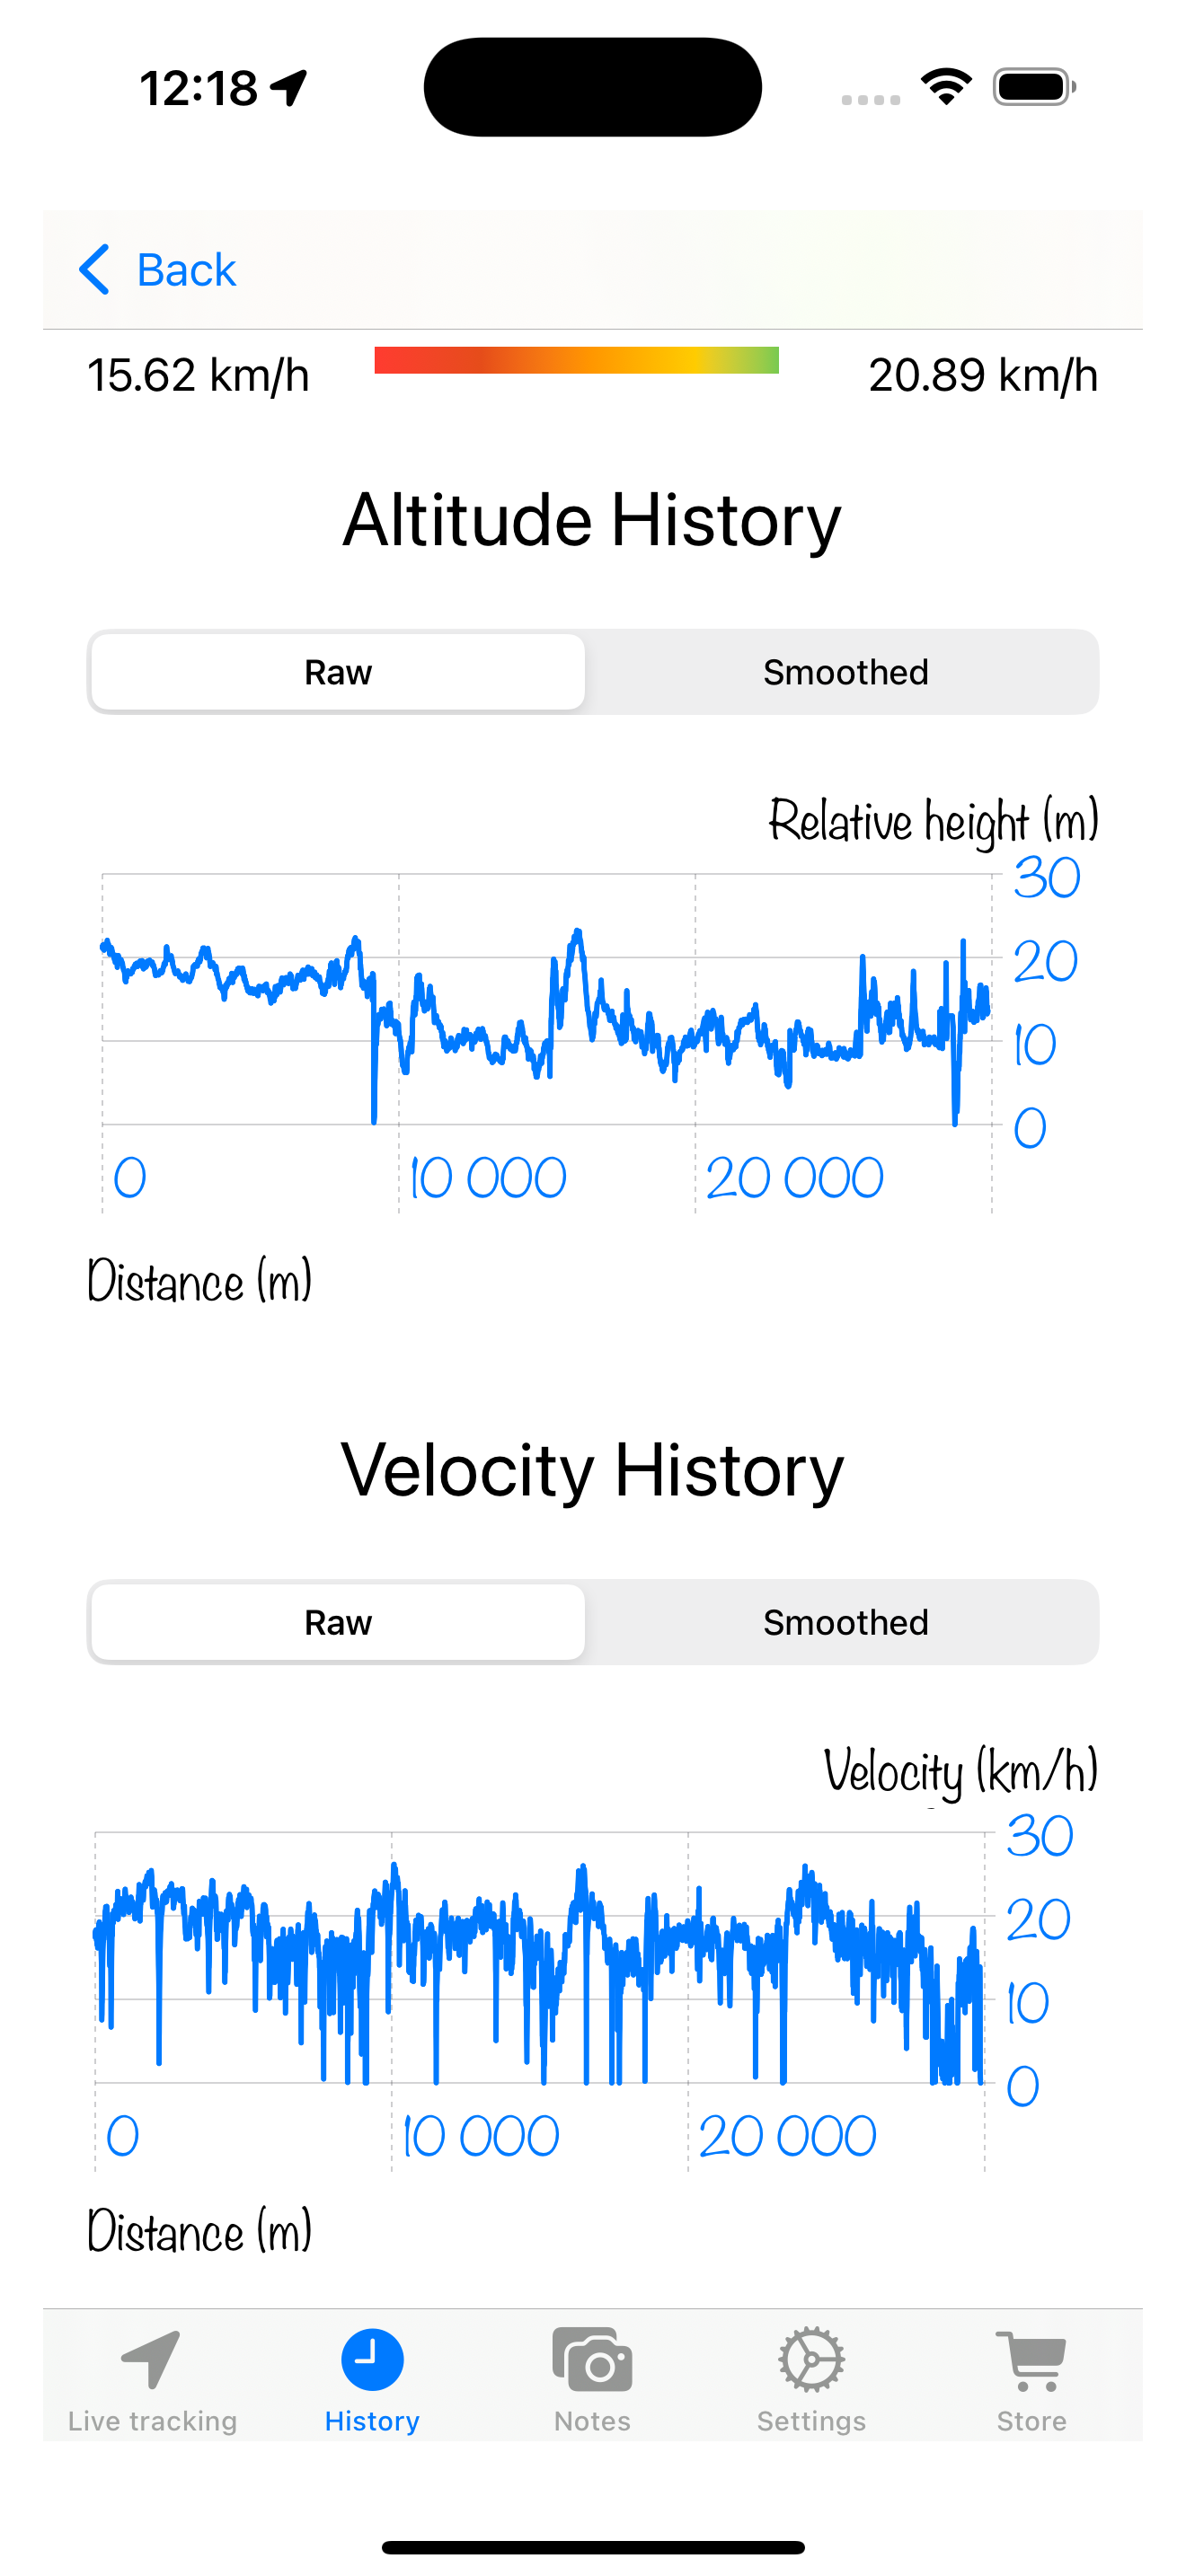 12:18
Back
15.62 km/h 20.89 km/h
Altitude History
Raw Smoothed
Relative height (m)
30
20
10
0
0 10 000 20 000
Distance (m)
Velocity History
Raw Smoothed
Velocity (km/h)
30
20
10
0
0 10 000 20 000
Distance (m)
Live tracking History Notes Settings Store